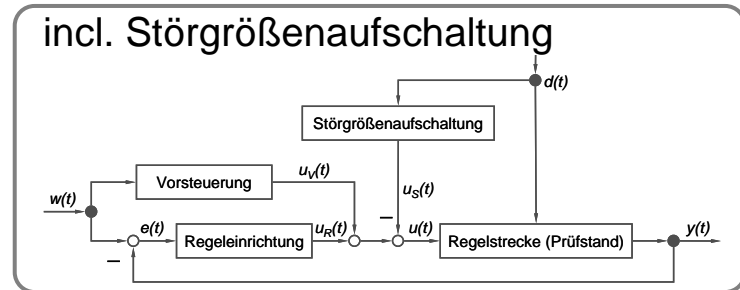 incl. Störgrößenaufschaltung
d(t)
Störgrößenaufschaltung
Vorsteuerung
u_V(t)
u_S(t)
w(t)
e(t)
Regeleinrichtung
u_R(t)
–
u(t)
Regelstrecke (Prüfstand)
y(t)
–